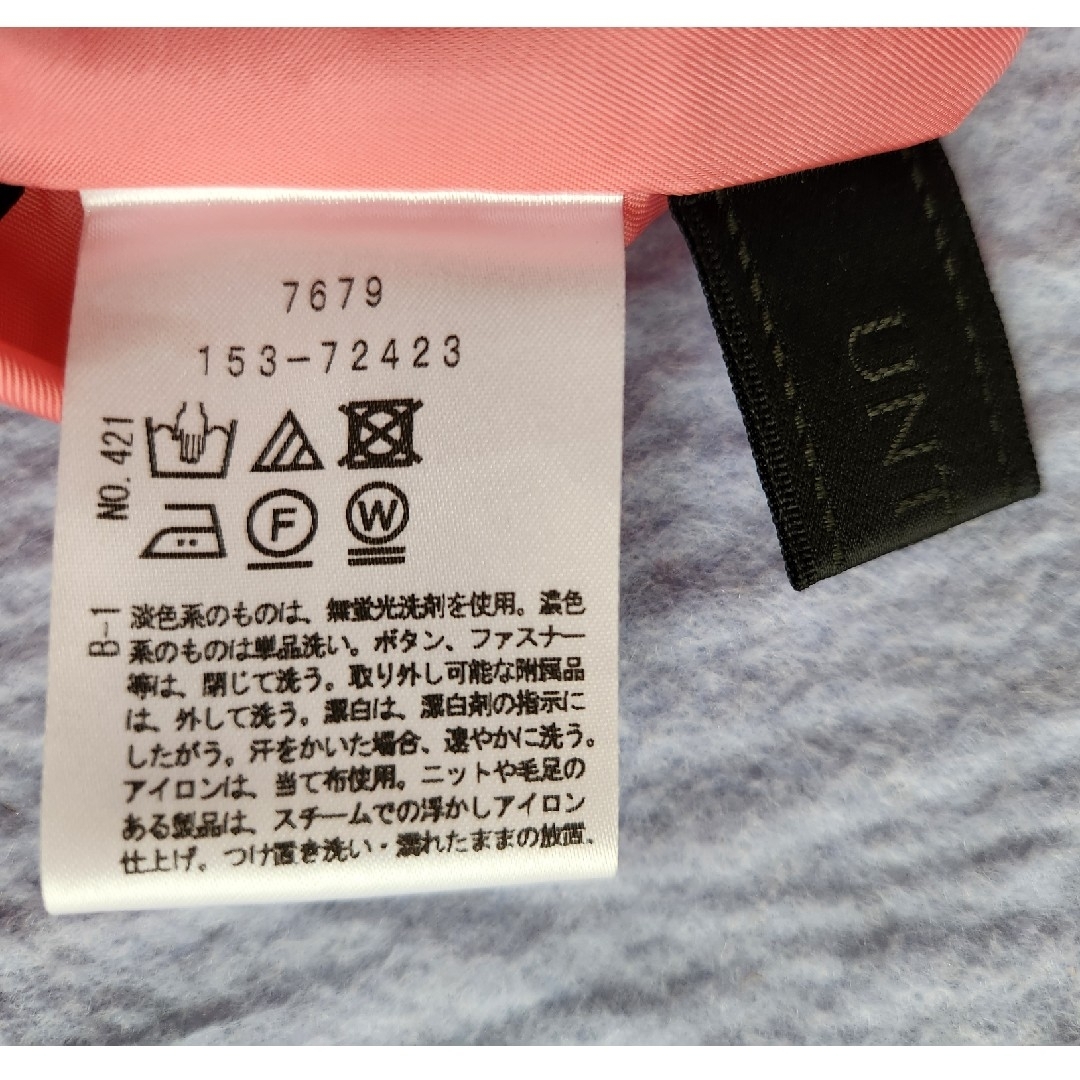 7679
153-72423
NO. 421
F
W
B-1
淡色系のものは、無蛍光洗剤を使用。濃色
系のものは単品洗い。ボタン、ファスナー
等は、閉じて洗う。取り外し可能な附属品
は、外して洗う。漂白は、漂白剤の指示に
したがう。汗をかいた場合、速やかに洗う。
アイロンは、当て布使用。ニットや毛足の
ある製品は、スチームでの浮かしアイロン
仕上げ。つけ置き洗い・濡れたままの放置、
UN